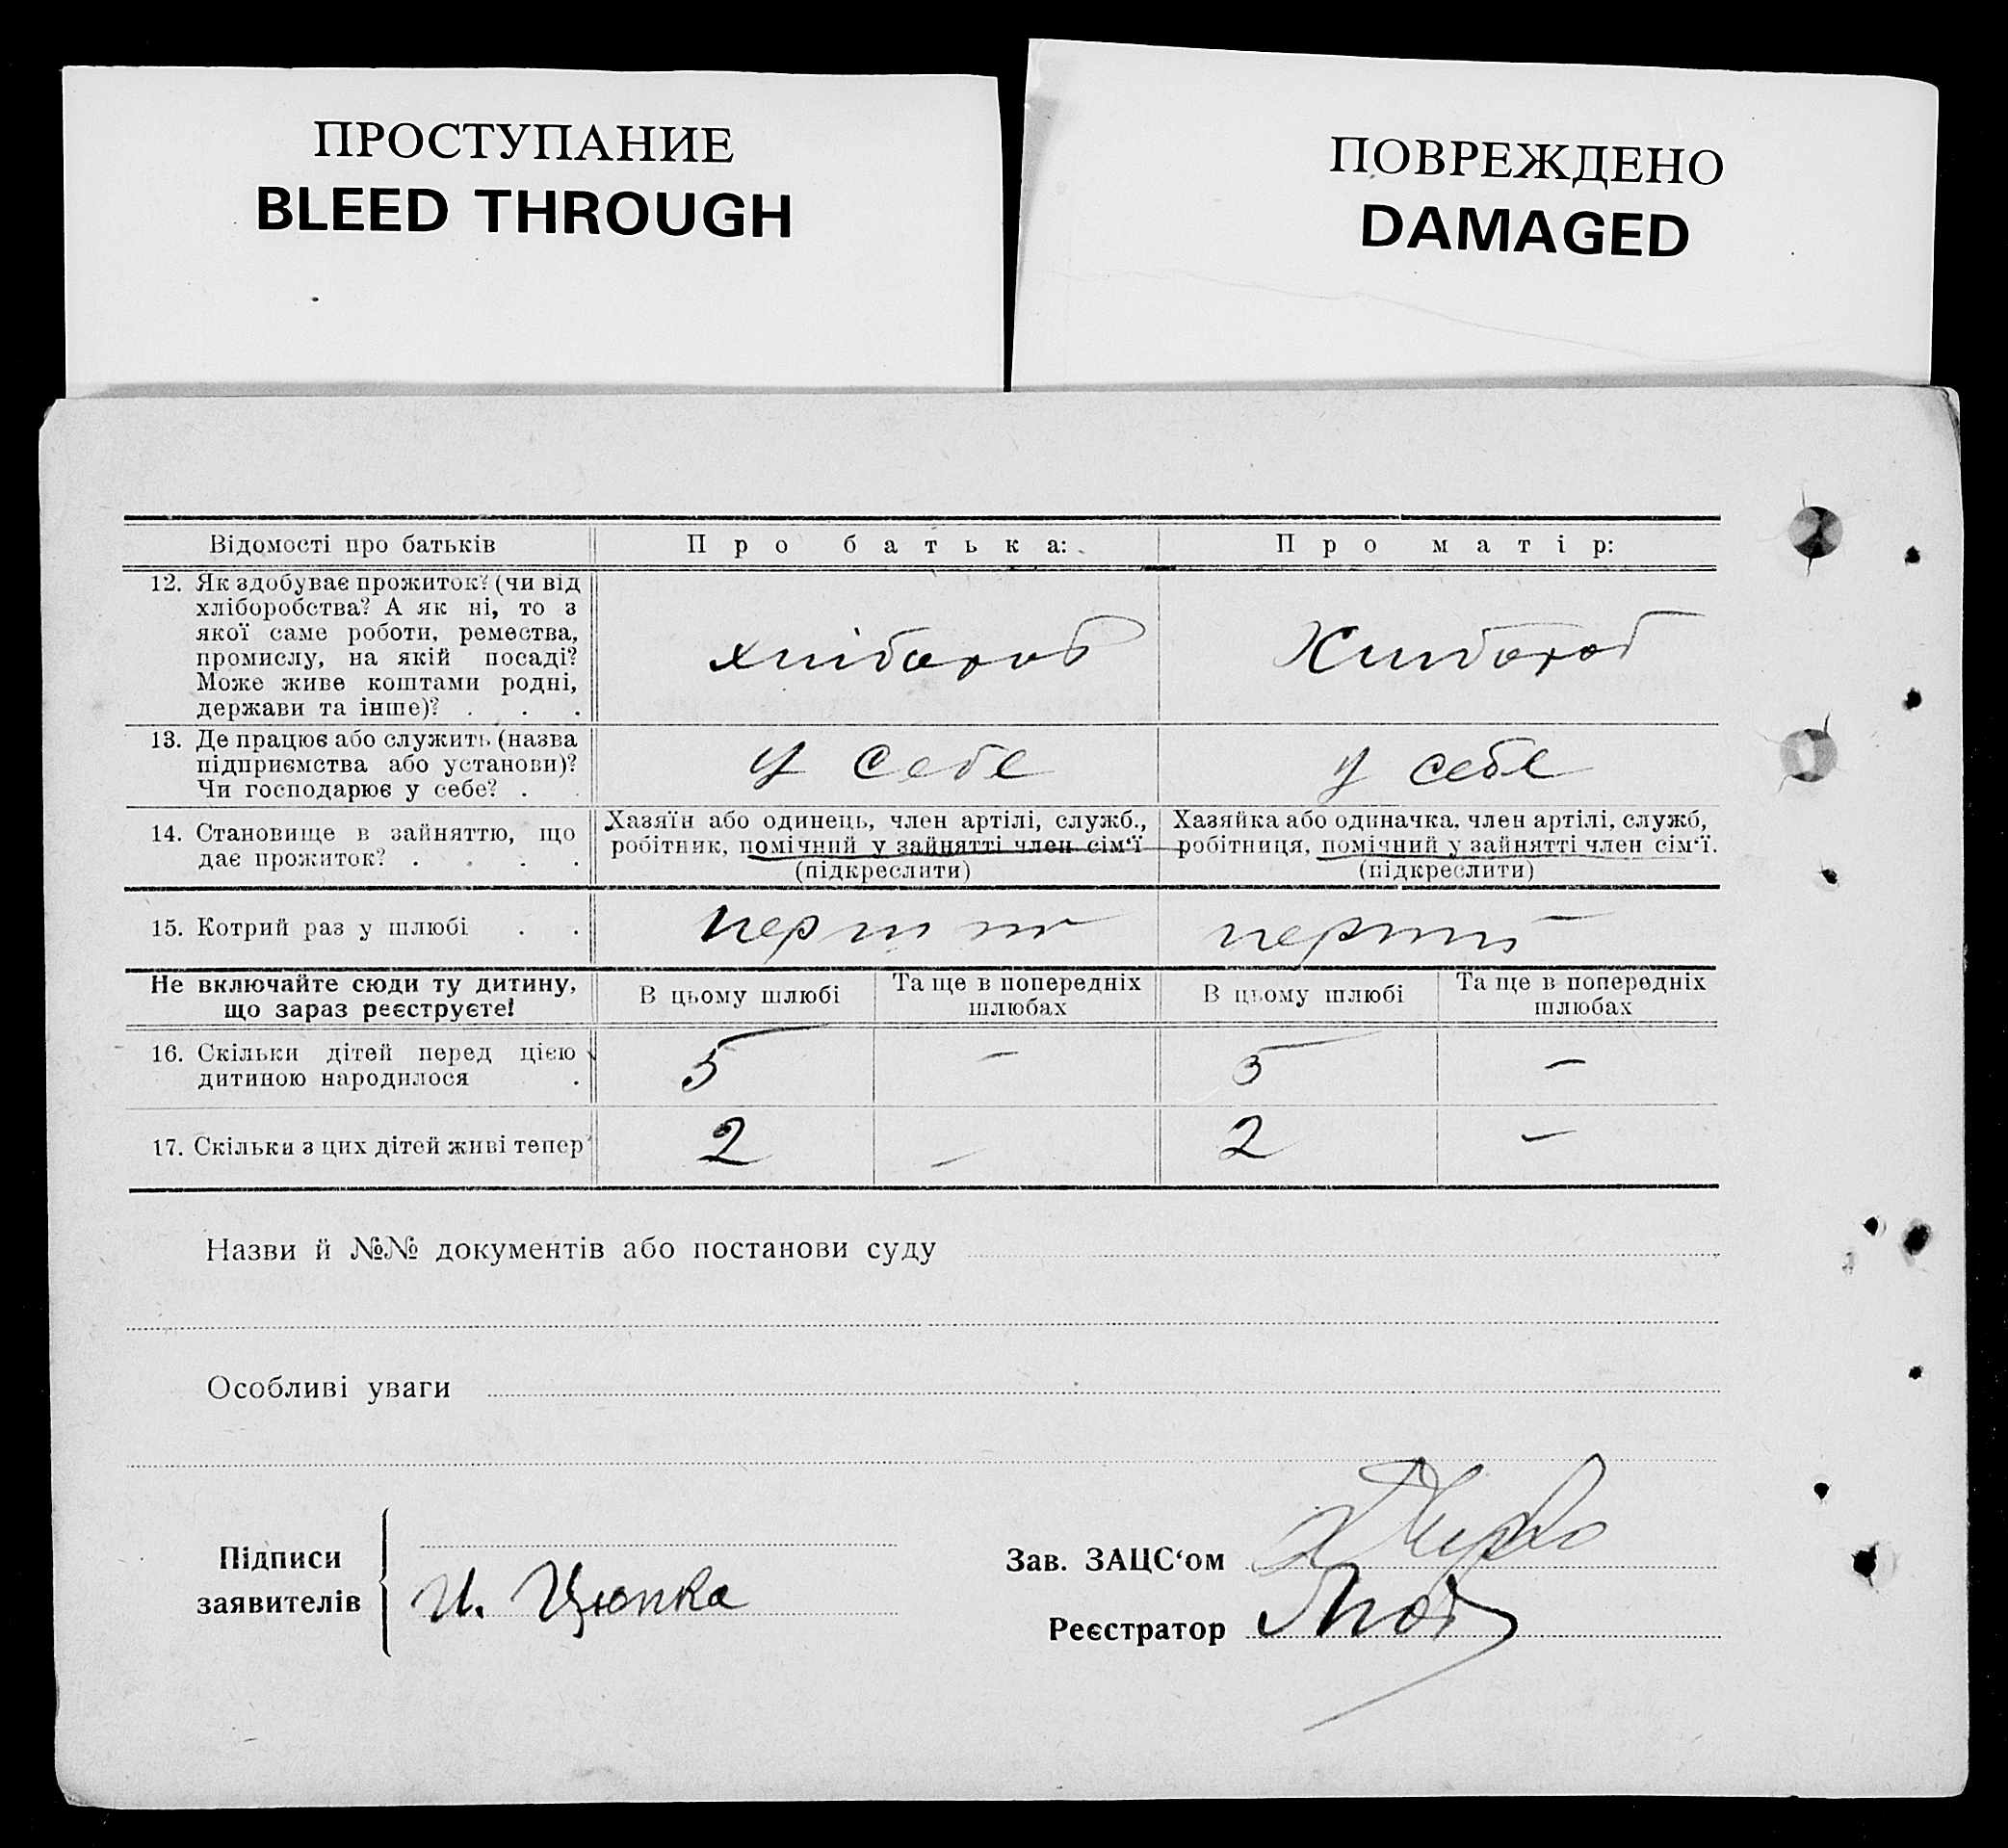 ПРОСТУПАНИЕ
BLEED THROUGH
ПОВРЕЖДЕНО
DAMAGED
Відомості про батьків
Про батька:
Про матір:
12. Як здобуває прожиток? (чи від
хліборобства? А як ні, то з
якої саме роботи, ремества,
промислу, на якій посаді?
Може живе коштами родні,
держави та інше)? . . .
хлібороб
Хлибороб
13. Де працює або служить (назва
підприємства або установи)?
Чи господарює у себе? . .
у себе
у себе
14. Становище в зайняттю, що
дає прожиток? . . . .
Хазяїн або одинець, член артілі, служб.,
робітник, помічний у зайнятті член сім‘ї
(підкреслити)
Хазяйка або одиначка, член артілі, служб,
робітниця, помічний у зайнятті член сім‘ї.
(підкреслити)
15. Котрий раз у шлюбі . .
перший
перший
Не включайте сюди ту дитину,
що зараз реєструєте!
В цьому шлюбі
Та ще в попередніх
шлюбах
В цьому шлюбі
Та ще в попередніх
шлюбах
16. Скільки дітей перед цією
дитиною народилося .
5
—
5
—
17. Скільки з цих дітей живі тепер
2
—
2
—
Назви й №№ документів або постанови суду
Особливі уваги
Підписи
заявителів
И. Цюпка
Зав. ЗАЦС‘ом
Реєстратор